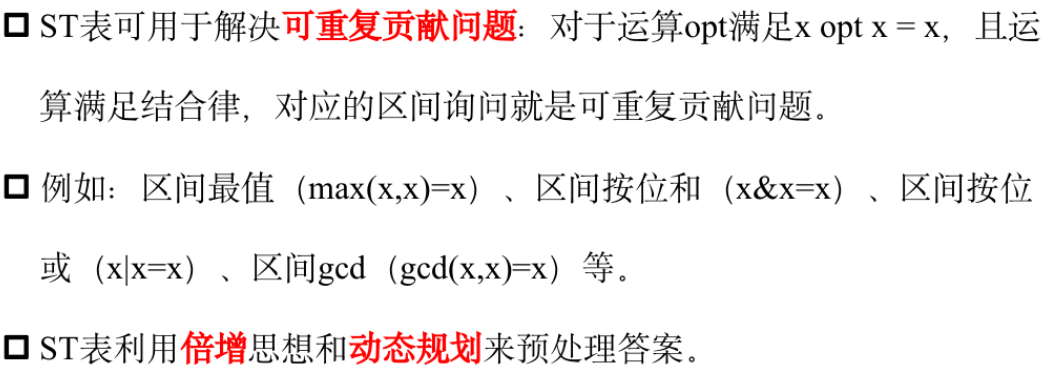 ST表可用于解决可重复贡献问题：对于运算opt满足x opt x = x，且运
算满足结合律，对应的区间询问就是可重复贡献问题。
例如：区间最值（max(x,x)=x）、区间按位和（x&x=x）、区间按位
或（x|x=x）、区间gcd（gcd(x,x)=x）等。
ST表利用倍增思想和动态规划来预处理答案。